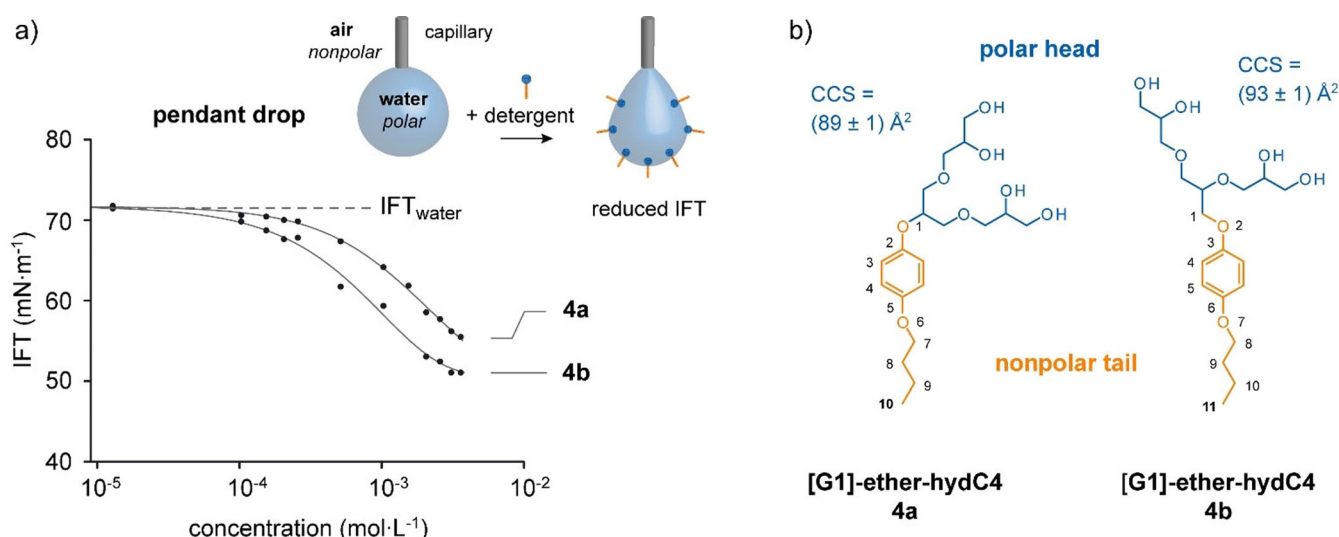 a)
air
nonpolar
capillary
water
polar
pendant drop
+ detergent
reduced IFT
IFT (mN·m⁻¹)
80
70
60
50
40
IFTwater
4a
4b
10⁻⁵
10⁻⁴
10⁻³
10⁻²
concentration (mol·L⁻¹)
b)
polar head
CCS =
(89 ± 1) Å²
CCS =
(93 ± 1) Å²
OH
OH
O
O
OH
OH
O
1
2
3
4
5
O
6
7
8
9
10
HO
OH
O
O
OH
OH
1
O
2
3
4
5
6
O
7
8
9
10
11
nonpolar tail
[G1]-ether-hydC4
4a
[G1]-ether-hydC4
4b